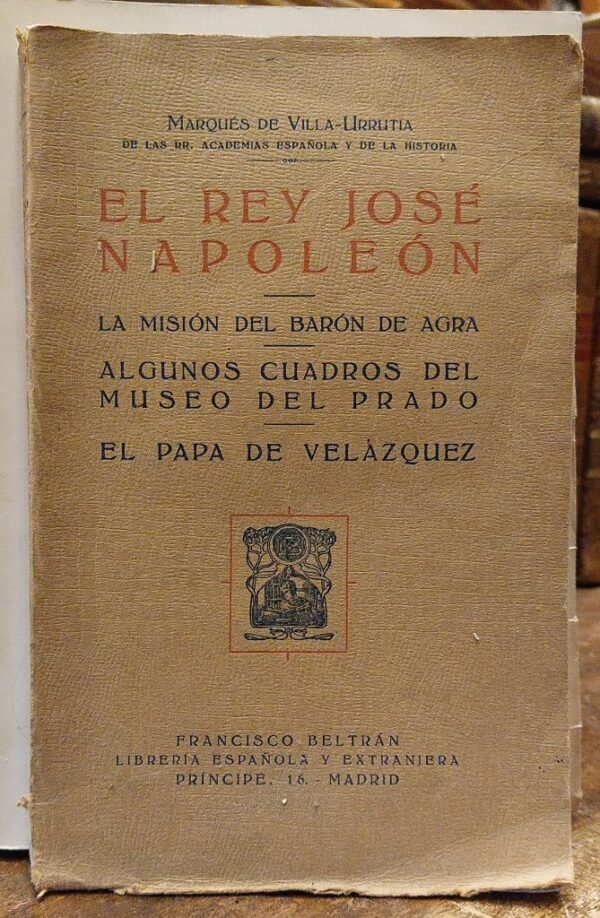 Marqués de Villa-Urrutia
DE LAS RR. ACADEMIAS ESPAÑOLA Y DE LA HISTORIA
EL REY JOSÉ
NAPOLEÓN
LA MISIÓN DEL BARÓN DE AGRA
ALGUNOS CUADROS DEL
MUSEO DEL PRADO
EL PAPA DE VELÁZQUEZ
FRANCISCO BELTRÁN
LIBRERÍA ESPAÑOLA Y EXTRANJERA
PRÍNCIPE, 16. - MADRID